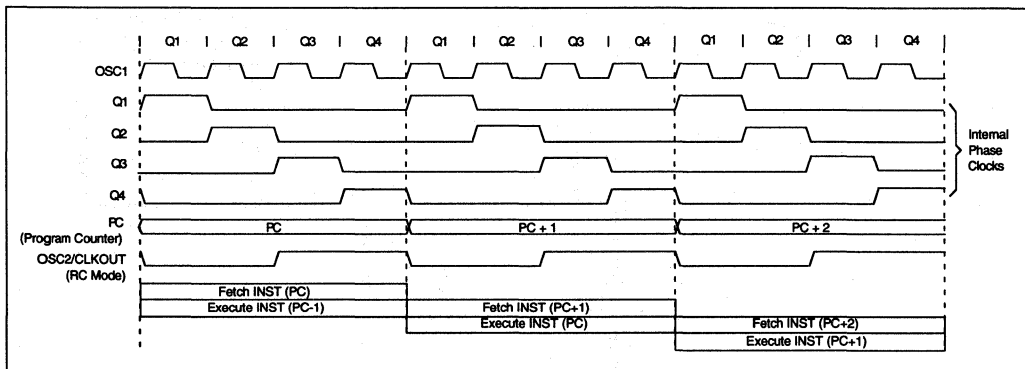 Q1 | Q2 | Q3 | Q4 | Q1 | Q2 | Q3 | Q4 | Q1 | Q2 | Q3 | Q4
OSC1
Q1
Q2
Q3
Q4
Internal
Phase
Clocks
PC
(Program Counter)
PC PC + 1 PC + 2
OSC2/CLKOUT
(RC Mode)
Fetch INST (PC)
Execute INST (PC-1) Fetch INST (PC+1)
Execute INST (PC) Fetch INST (PC+2)
Execute INST (PC+1)